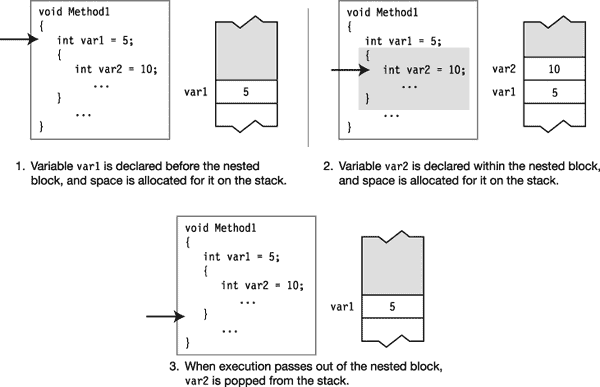 void Method1
{
int var1 = 5;
{
int var2 = 10;
...
}
...
}
var1
5
1. Variable var1 is declared before the nested
block, and space is allocated for it on the stack.
void Method1
{
int var1 = 5;
{
int var2 = 10;
...
}
...
}
var2
10
var1
5
2. Variable var2 is declared within the nested block,
and space is allocated for it on the stack.
void Method1
{
int var1 = 5;
{
int var2 = 10;
...
}
...
}
var1
5
3. When execution passes out of the nested block,
var2 is popped from the stack.